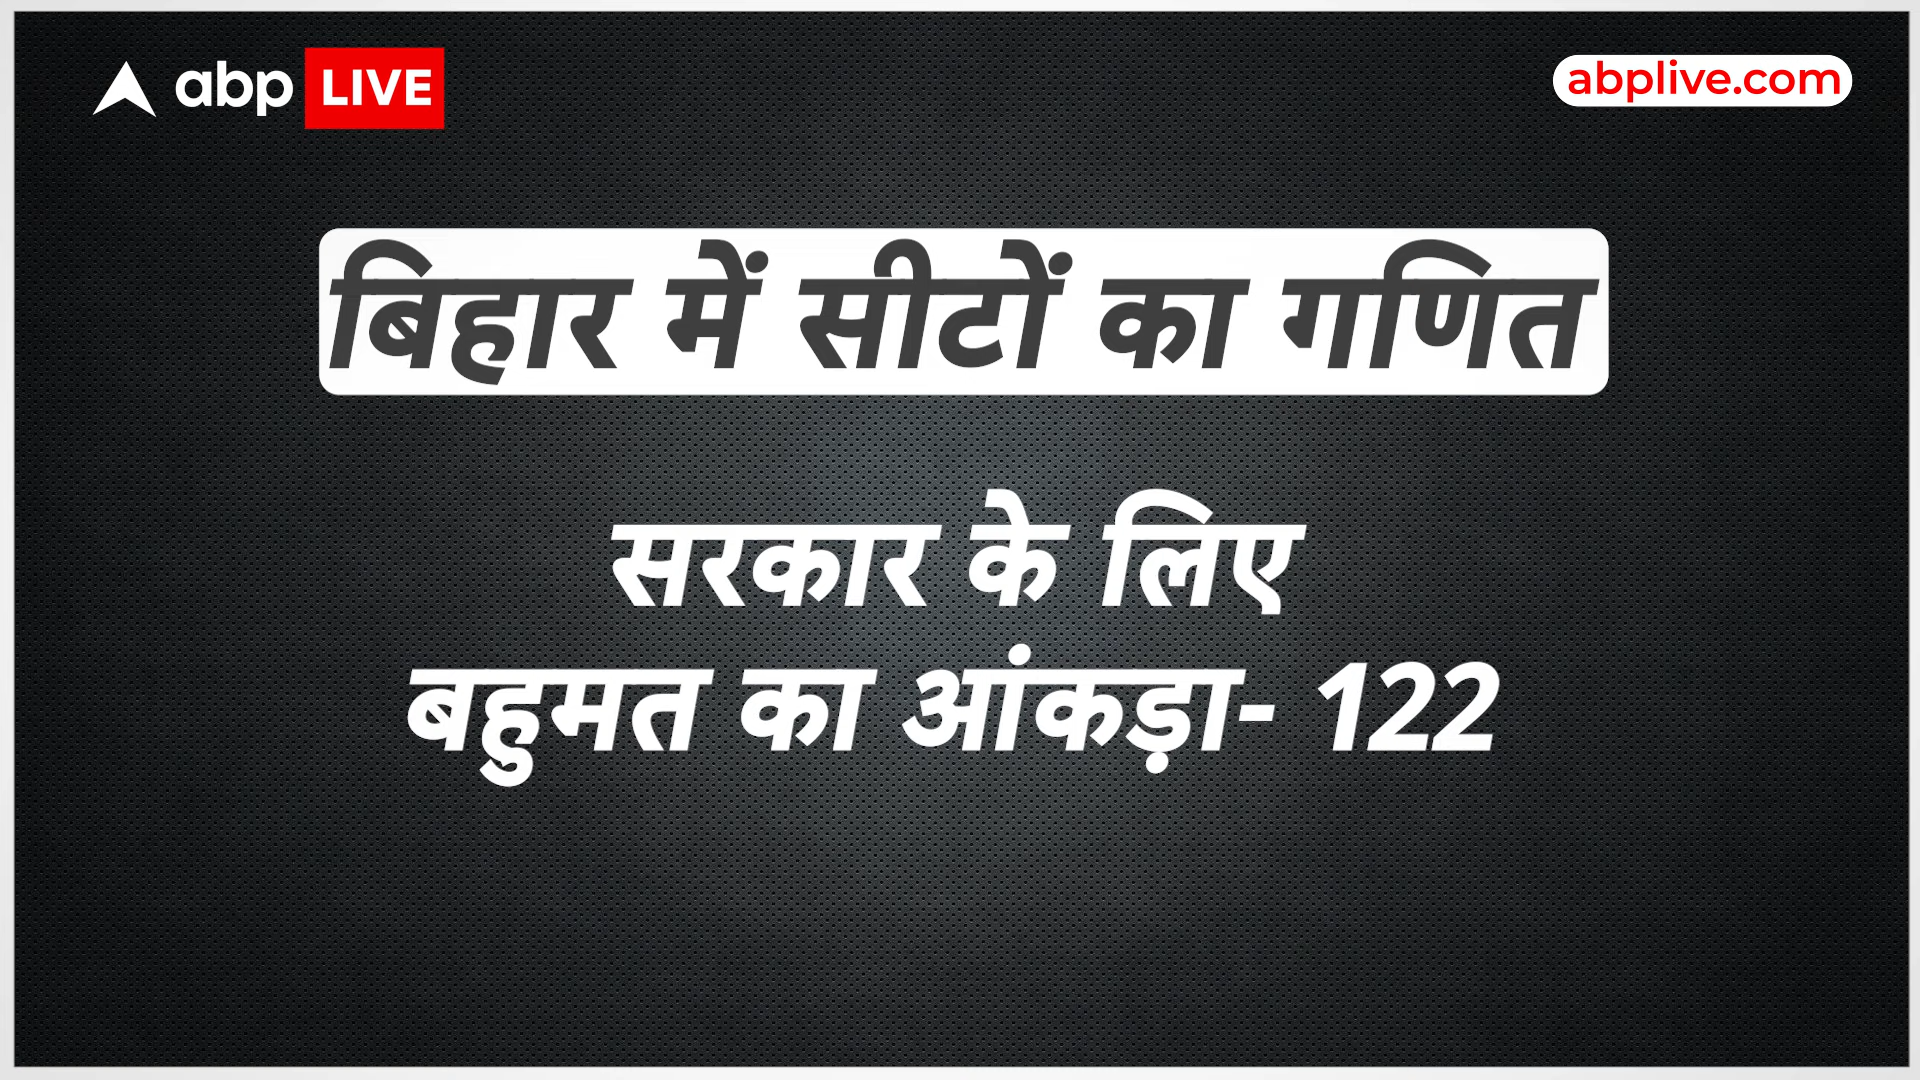 abp LIVE
abplive.com
बिहार में सीटों का गणित
सरकार के लिए
बहुमत का आंकड़ा- 122